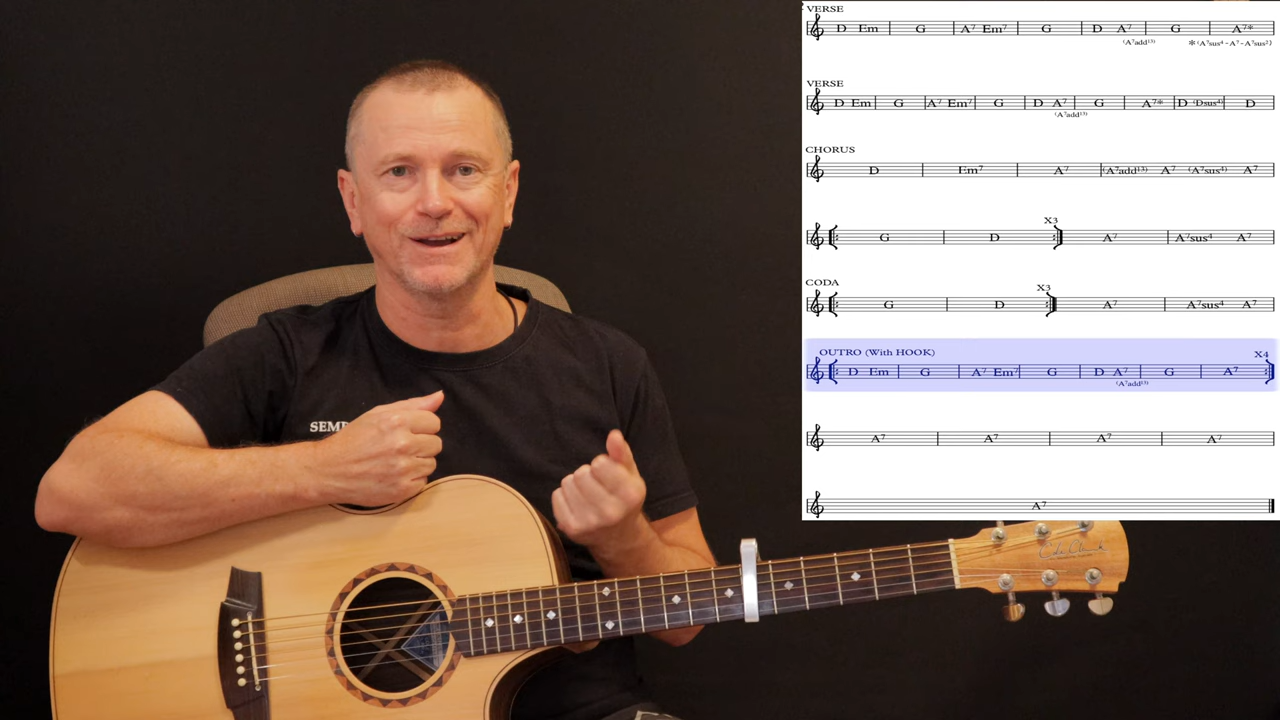 VERSE
D Em G A⁷ Em⁷ G D A⁷ G A⁷*
(A⁷add¹³) *(A⁷sus⁴ - A⁷ - A⁷sus²)
VERSE
D Em G A⁷ Em⁷ G D A⁷ G A⁷* D (Dsus⁴) D
(A⁷add¹³)
CHORUS
D Em⁷ A⁷ (A⁷add¹³) A⁷ (A⁷sus⁴) A⁷
X3
G D A⁷ A⁷sus⁴ A⁷
CODA
X3
G D A⁷ A⁷sus⁴ A⁷
OUTRO (With HOOK)
X4
D Em G A⁷ Em⁷ G D A⁷ G A⁷
(A⁷add¹³)
A⁷ A⁷ A⁷ A⁷
A⁷